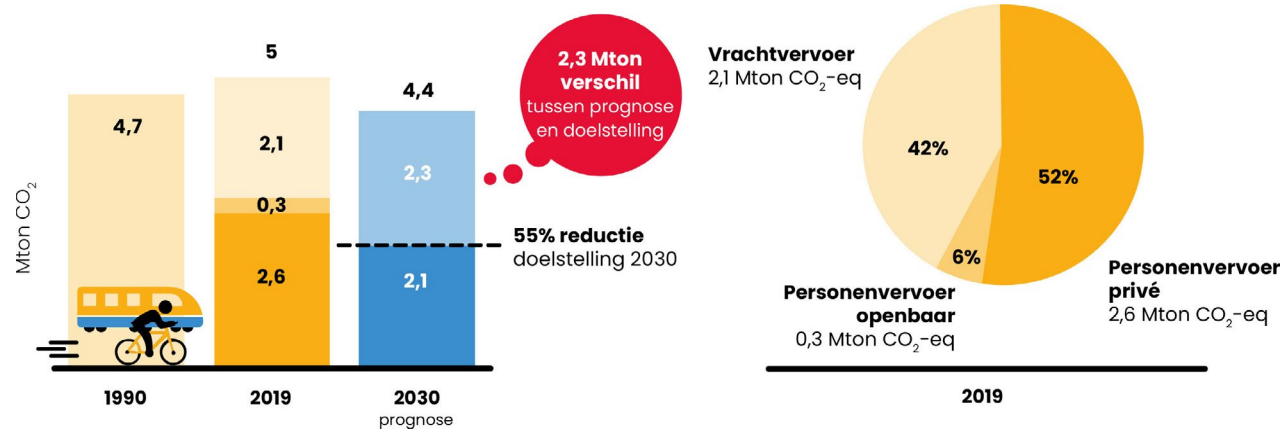 Mton CO₂
4,7
5
2,1
0,3
2,6
4,4
2,3
2,1
1990
2019
2030
prognose
2,3 Mton
verschil
tussen prognose
en doelstelling
55% reductie
doelstelling 2030
Vrachtvervoer
2,1 Mton CO₂-eq
42%
52%
6%
Personenvervoer
openbaar
0,3 Mton CO₂-eq
Personenvervoer
privé
2,6 Mton CO₂-eq
2019